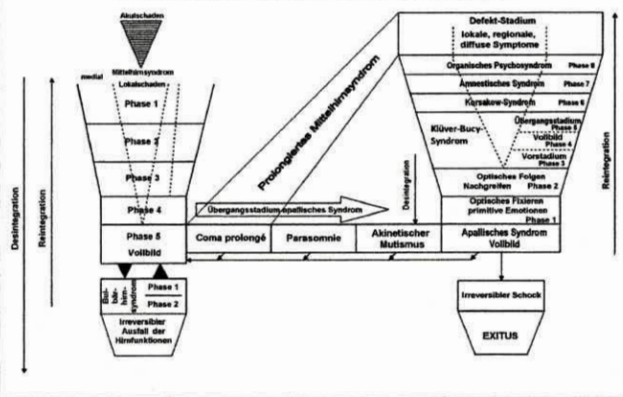 Akutschaden
Mittelhirnsyndrom
medial
Lokalschaden
Phase 1
Phase 2
Phase 3
Phase 4
Phase 5
Vollbild
Bul-
bär-
hirn-
syndrom
Phase 1
Phase 2
Irreversibler
Ausfall der
Hirnfunktionen
Desintegration
Reintegration
Prolongiertes Mittelhirnsyndrom
Übergangsstadium apallisches Syndrom
Coma prolongé
Parasomnie
Akinetischer
Mutismus
Apallisches Syndrom
Vollbild
Desintegration
Defekt-Stadium
lokale, regionale,
diffuse Symptome
Organisches Psychosyndrom Phase 8
Amnestisches Syndrom Phase 7
Korsakow-Syndrom Phase 6
Klüver-Bucy-
Syndrom
Übergangsstadium
Phase 5
Vollbild
Phase 4
Vorstadium
Phase 3
Optisches Folgen
Nachgreifen Phase 2
Optisches Fixieren
primitive Emotionen
Phase 1
Irreversibler Schock
EXITUS
Reintegration